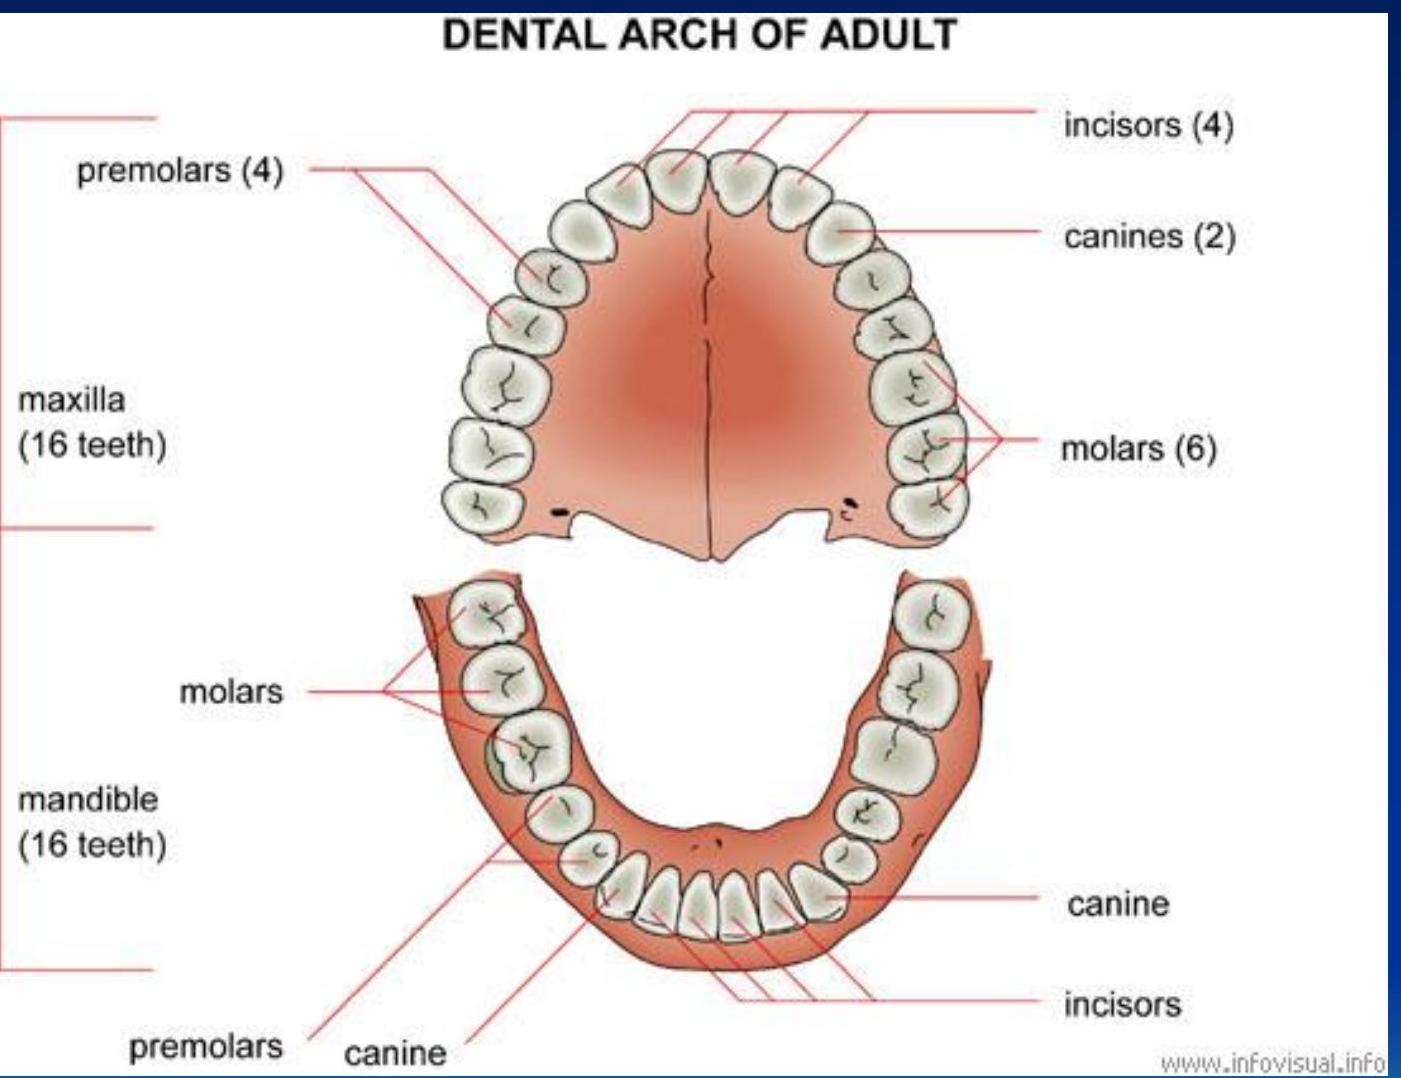 DENTAL ARCH OF ADULT
incisors (4)
premolars (4)
canines (2)
maxilla
(16 teeth)
molars (6)
molars
mandible
(16 teeth)
canine
incisors
premolars
canine
www.infovisual.info